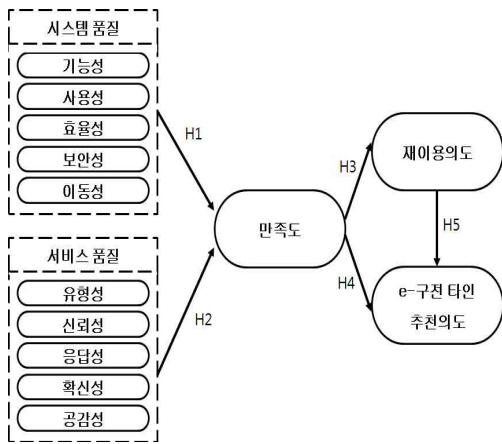 시스템 품질
기능성
사용성
효율성
보안성
이동성
서비스 품질
유형성
신뢰성
응답성
확신성
공감성
H1
H2
만족도
H3
H4
재이용의도
H5
e-구전 타인
추천의도